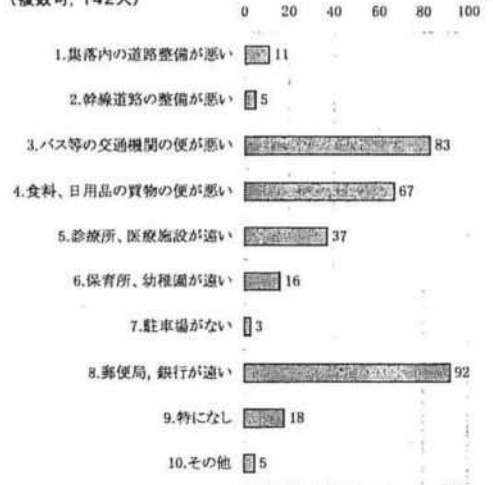 (複数可, 142人)
0 20 40 60 80 100
1.集落内の道路整備が悪い 11
2.幹線道路の整備が悪い 5
3.バス等の交通機関の便が悪い 83
4.食料、日用品の買物の便が悪い 67
5.診療所、医療施設が遠い 37
6.保育所、幼稚園が遠い 16
7.駐車場がない 3
8.郵便局, 銀行が遠い 92
9.特になし 18
10.その他 5